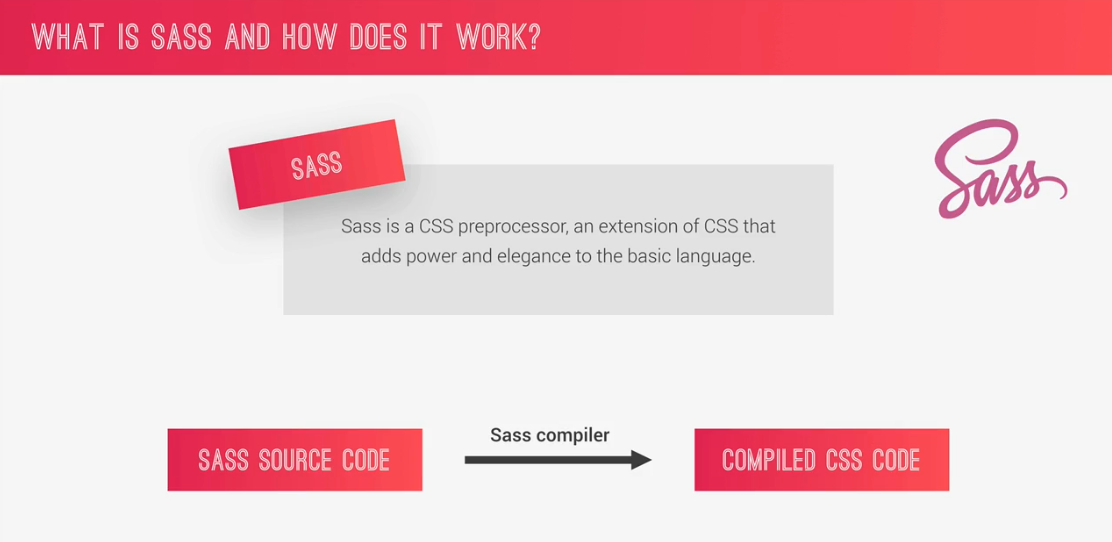 WHAT IS SASS AND HOW DOES IT WORK?
SASS
Sass
Sass is a CSS preprocessor, an extension of CSS that
adds power and elegance to the basic language.
Sass compiler
SASS SOURCE CODE
COMPILED CSS CODE